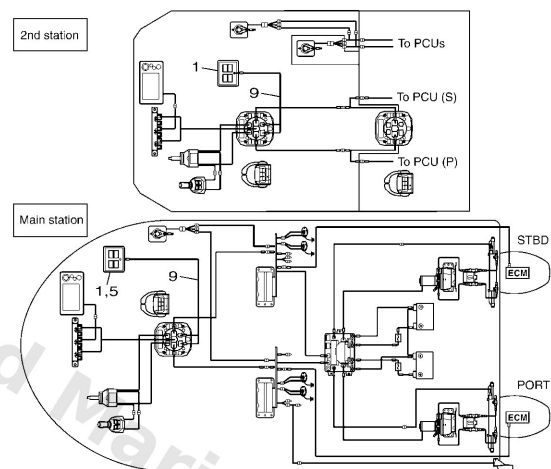 2nd station
To PCUs
1
9
To PCU (S)
To PCU (P)
Main station
STBD
ECM
1,5
9
PORT
ECM
d Mari